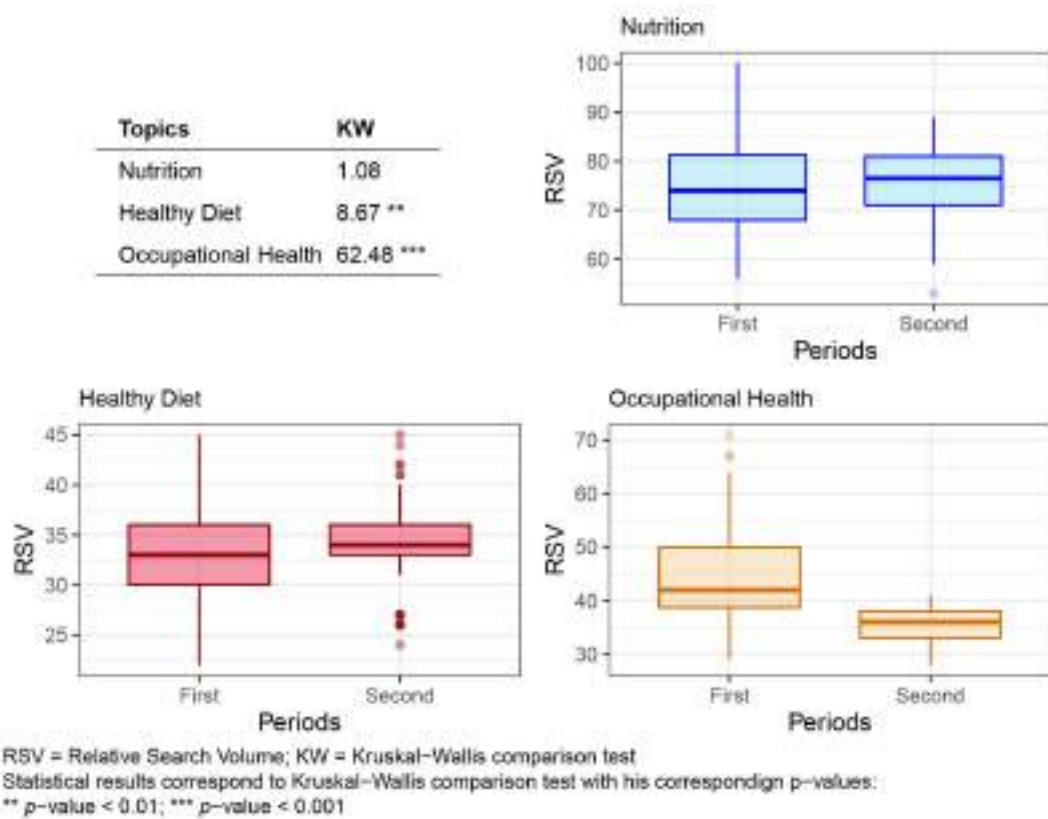 Topics KW
Nutrition 1.08
Healthy Diet 8.67 **
Occupational Health 62.48 ***
Nutrition
100
90
80
70
60
RSV
First Second
Periods
Healthy Diet
45
40
35
30
25
RSV
First Second
Periods
Occupational Health
70
60
50
40
30
RSV
First Second
Periods
RSV = Relative Search Volume; KW = Kruskal−Wallis comparison test
Statistical results correspond to Kruskal−Wallis comparison test with his correspondign p−values:
** p−value < 0.01; *** p−value < 0.001